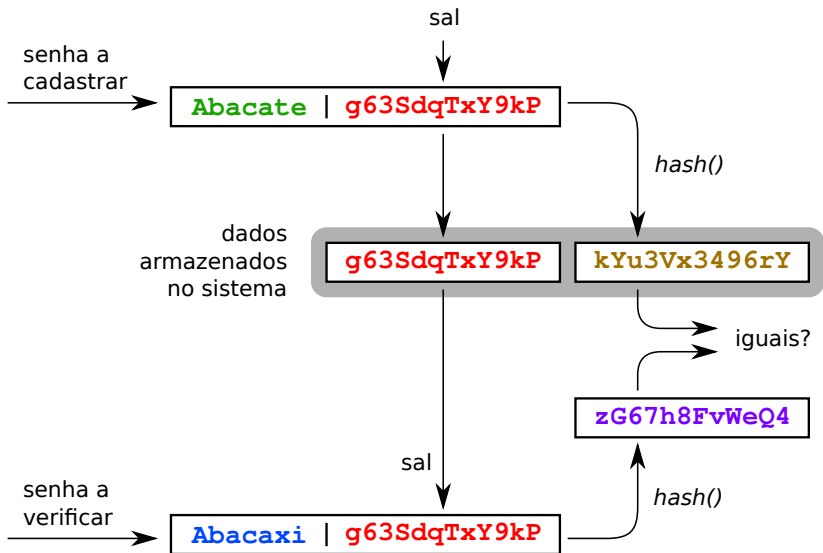 sal
senha a
cadastrar
Abacate | g63SdqTxY9kP
hash()
dados
armazenados
no sistema
g63SdqTxY9kP
kYu3Vx3496rY
iguais?
zG67h8FvWeQ4
sal
senha a
verificar
hash()
Abacaxi | g63SdqTxY9kP